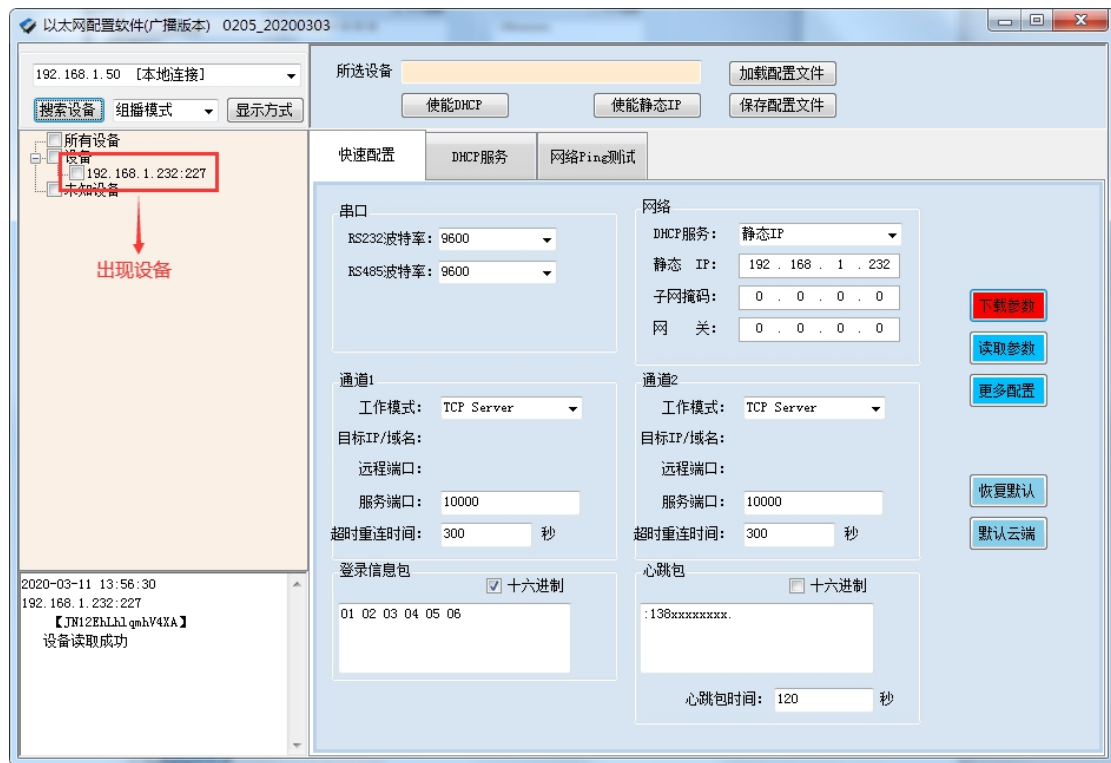 以太网配置软件(广播版本) 0205_20200303
192.168.1.50 [本地连接]
搜索设备 组播模式 显示方式
所有设备
设备
192.168.1.232:227
未知设备
出现设备
2020-03-11 13:56:30
192.168.1.232:227
【JN12EhLhlqmhV4XA】
设备读取成功
所选设备 加载配置文件
使能DHCP 使能静态IP 保存配置文件
快速配置 DHCP服务 网络Ping测试
串口
RS232波特率: 9600
RS485波特率: 9600
网络
DHCP服务: 静态IP
静态 IP: 192 . 168 . 1 . 232
子网掩码: 0 . 0 . 0 . 0
网 关: 0 . 0 . 0 . 0
通道1
工作模式: TCP Server
目标IP/域名:
远程端口:
服务端口: 10000
超时重连时间: 300 秒
通道2
工作模式: TCP Server
目标IP/域名:
远程端口:
服务端口: 10000
超时重连时间: 300 秒
登录信息包
十六进制
01 02 03 04 05 06
心跳包
十六进制
:138xxxxxxxx.
心跳包时间: 120 秒
下载参数
读取参数
更多配置
恢复默认
默认云端